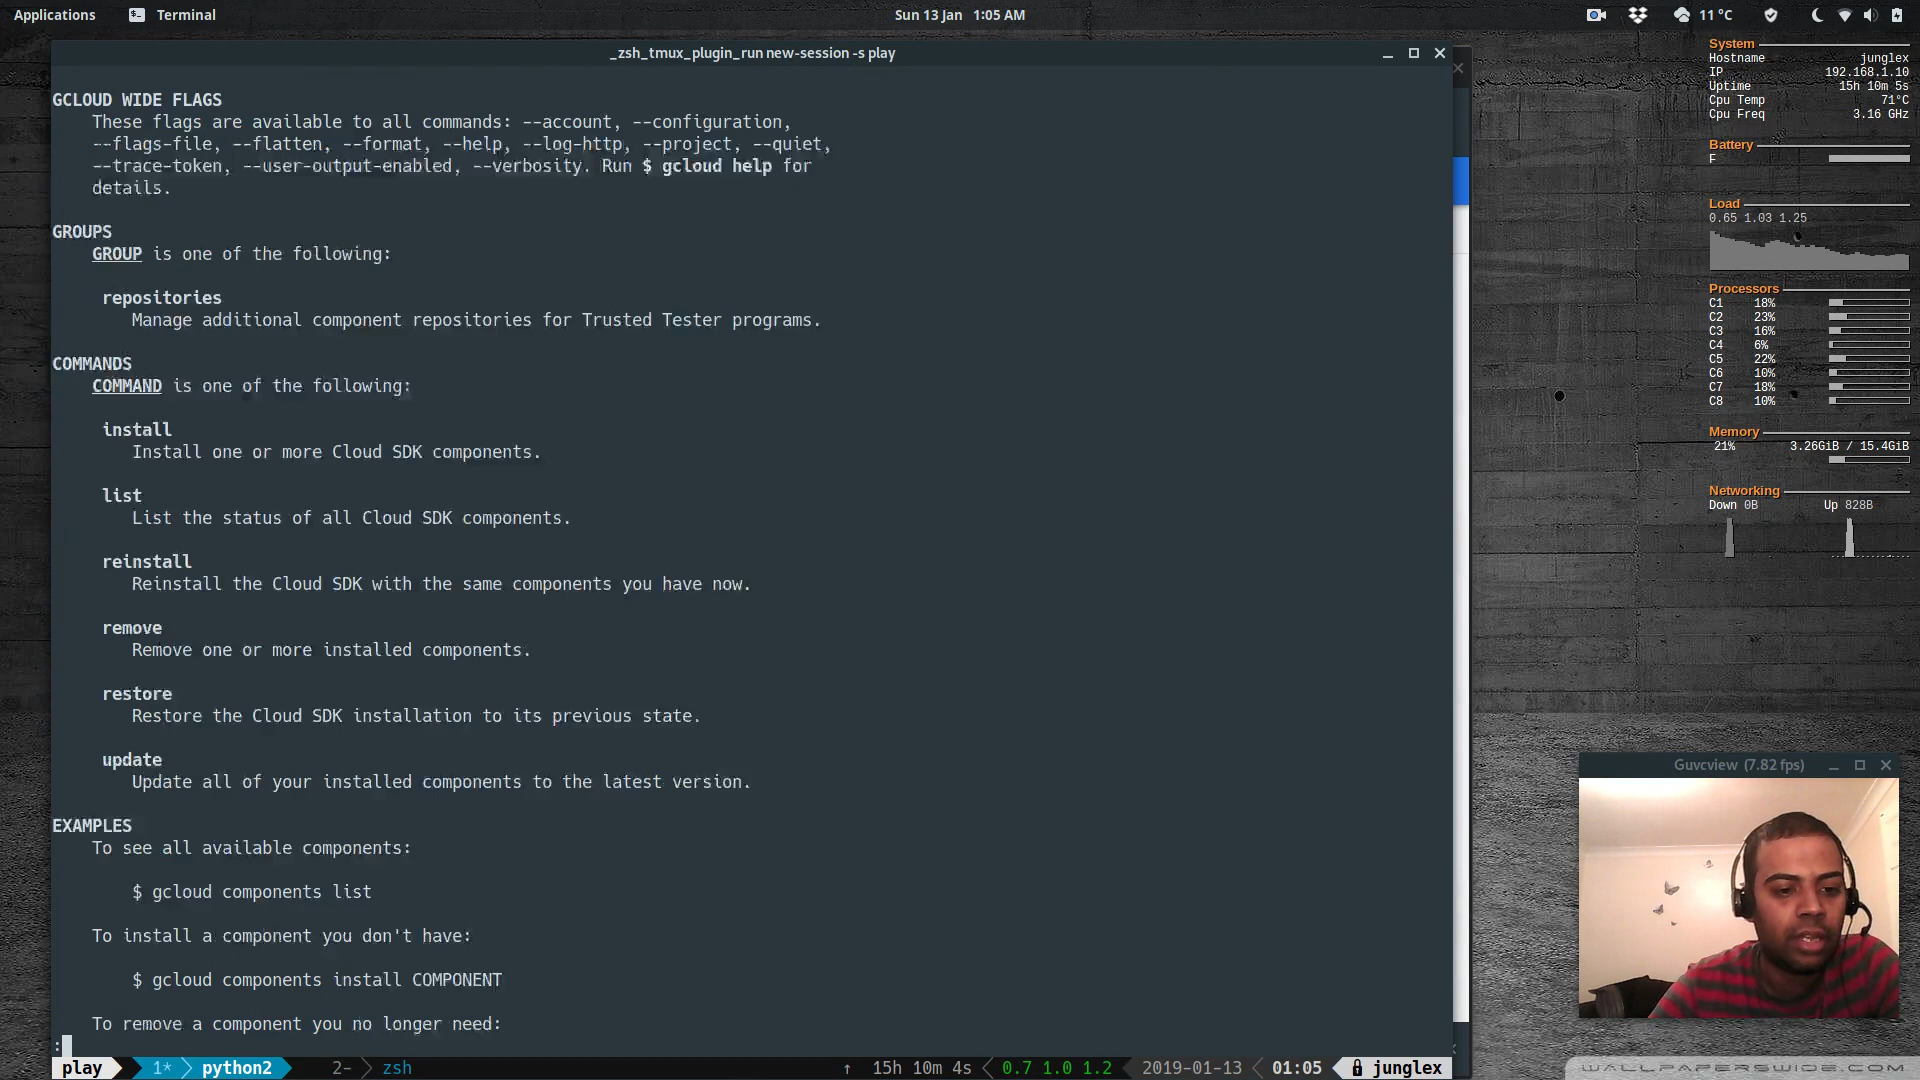 Applications
Terminal
Sun 13 Jan 1:05 AM
11 °C
_zsh_tmux_plugin_run new-session -s play
GCLOUD WIDE FLAGS
These flags are available to all commands: --account, --configuration,
--flags-file, --flatten, --format, --help, --log-http, --project, --quiet,
--trace-token, --user-output-enabled, --verbosity. Run $ gcloud help for
details.
GROUPS
GROUP is one of the following:
repositories
Manage additional component repositories for Trusted Tester programs.
COMMANDS
COMMAND is one of the following:
install
Install one or more Cloud SDK components.
list
List the status of all Cloud SDK components.
reinstall
Reinstall the Cloud SDK with the same components you have now.
remove
Remove one or more installed components.
restore
Restore the Cloud SDK installation to its previous state.
update
Update all of your installed components to the latest version.
EXAMPLES
To see all available components:
$ gcloud components list
To install a component you don't have:
$ gcloud components install COMPONENT
To remove a component you no longer need:
:
play 1* python2 2- zsh ↑ 15h 10m 4s 0.7 1.0 1.2 2019-01-13 01:05 junglex
System
Hostname junglex
IP 192.168.1.10
Uptime 15h 10m 5s
Cpu Temp 71°C
Cpu Freq 3.16 GHz
Battery
F
Load
0.65 1.03 1.25
Processors
C1 18%
C2 23%
C3 16%
C4 6%
C5 22%
C6 10%
C7 18%
C8 10%
Memory
21% 3.26GiB / 15.4GiB
Networking
Down 0B Up 828B
Guvcview (7.82 fps)
WALLPAPERSWIDE.COM